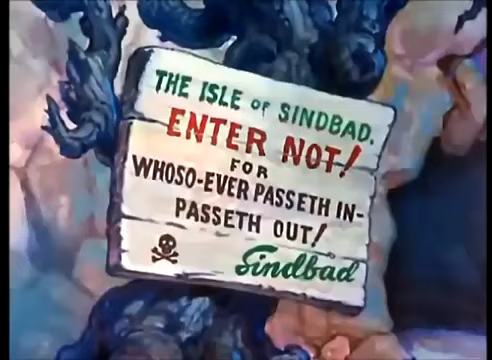 THE ISLE OF SINDBAD.
ENTER NOT!
FOR
WHOSO-EVER PASSETH IN-
PASSETH OUT!
Sindbad